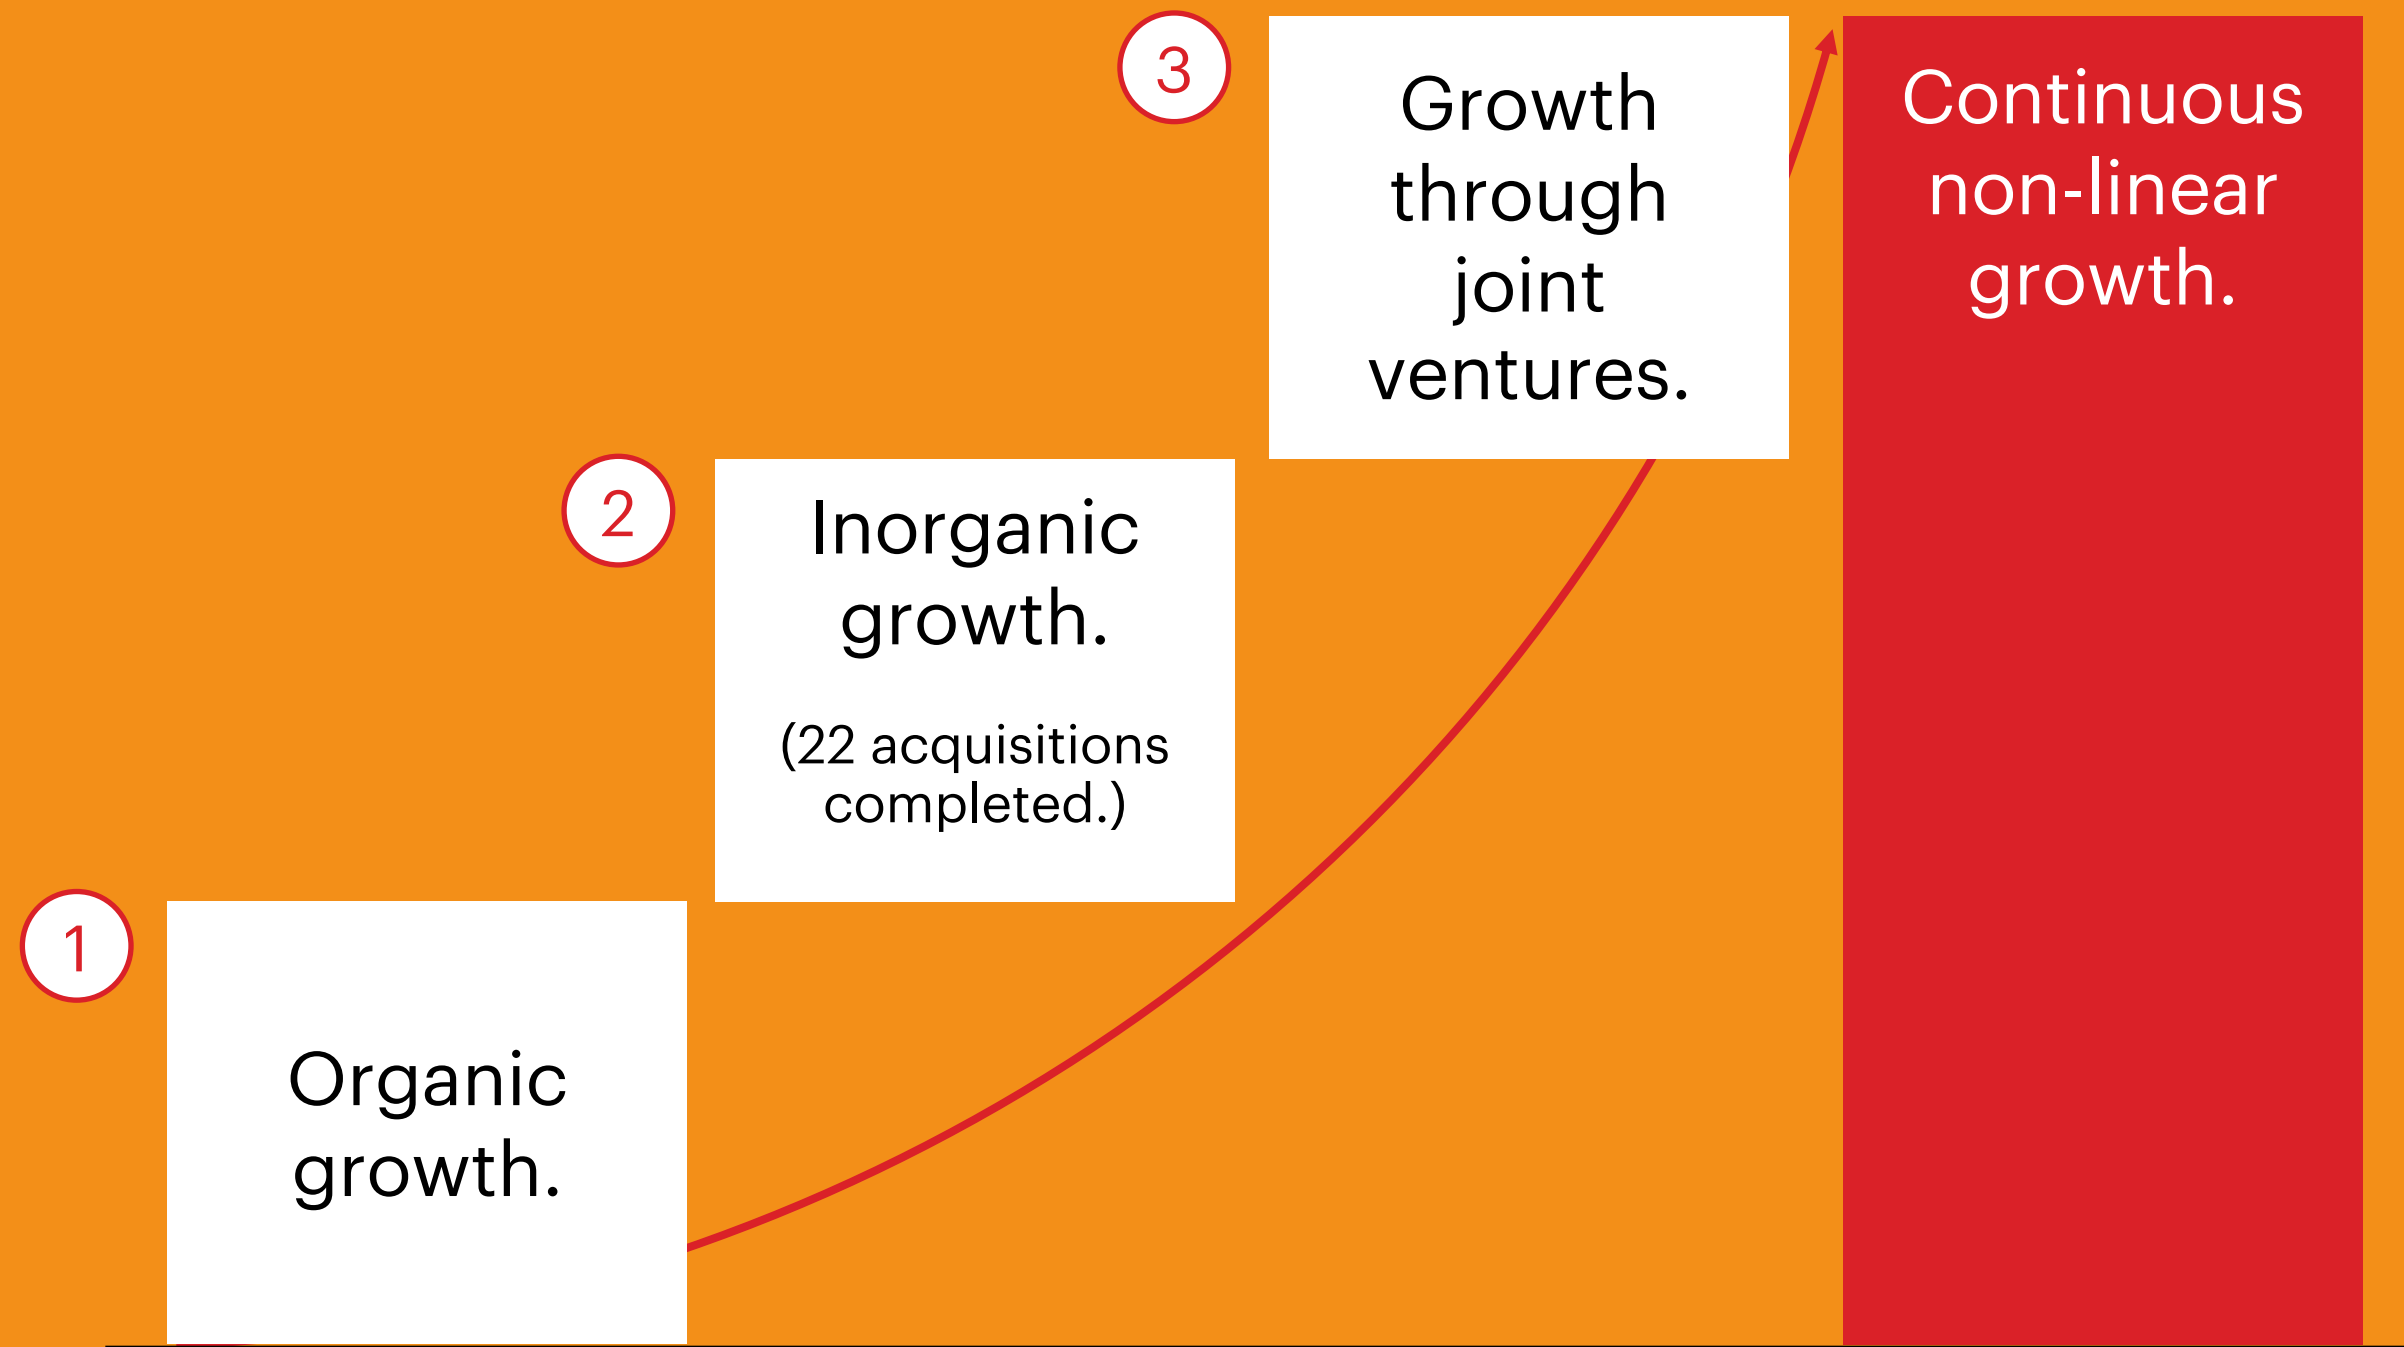 1
Organic
growth.
2
Inorganic
growth.
(22 acquisitions
completed.)
3
Growth
through
joint
ventures.
Continuous
non-linear
growth.